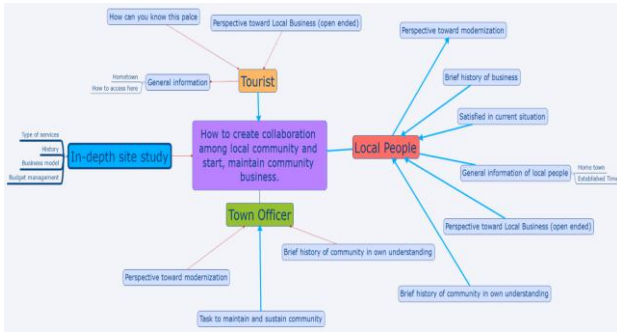 How can you know this palce
Perspective toward Local Business (open ended)
Perspective toward modernization
Hometown
How to access here
General information
Tourist
Brief history of business
Satisfied in current situation
Type of services
History
Business model
Budget management
In-depth site study
How to create collaboration
among local community and
start, maintain community
business.
Local People
General information of local people
Home town
Established Time
Town Officer
Perspective toward Local Business (open ended)
Brief history of community in own understanding
Perspective toward modernization
Brief history of community in own understanding
Task to maintain and sustain community